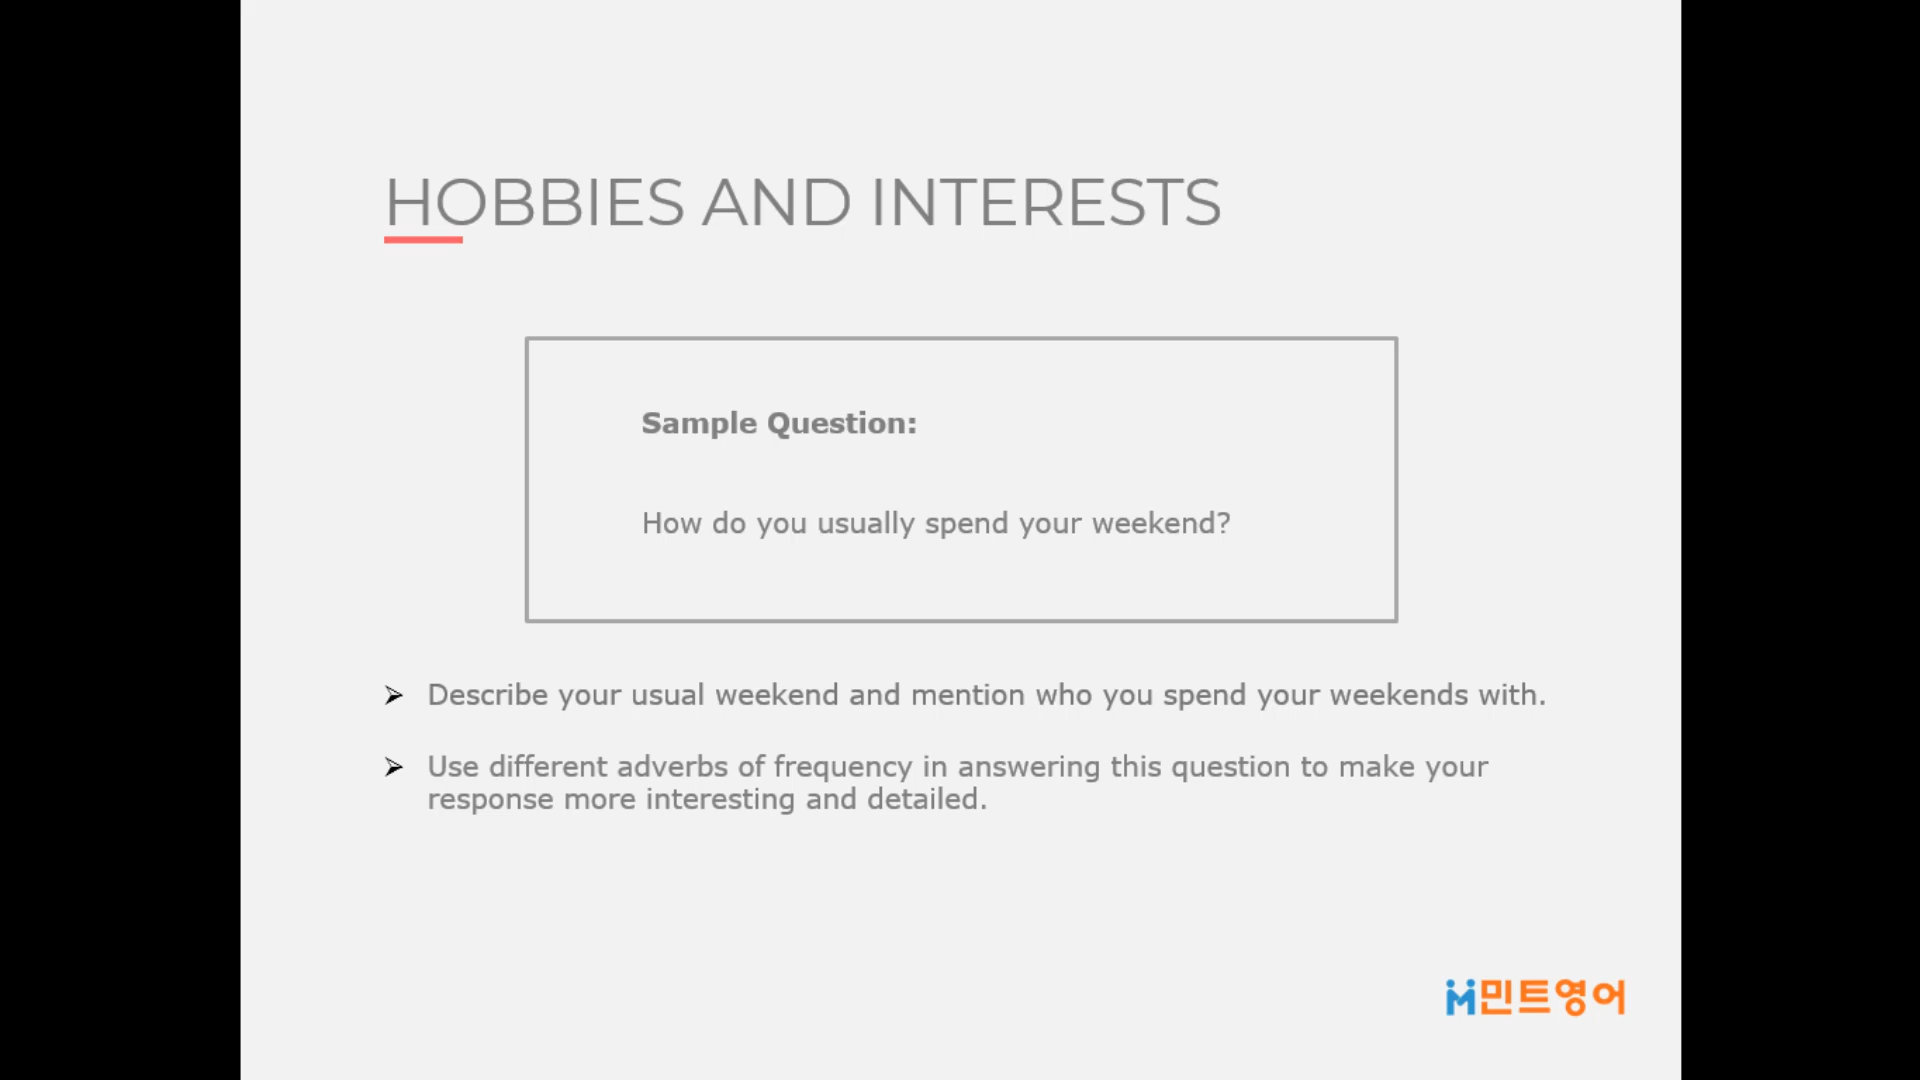 HOBBIES AND INTERESTS
Sample Question:
How do you usually spend your weekend?
➢ Describe your usual weekend and mention who you spend your weekends with.
➢ Use different adverbs of frequency in answering this question to make your
response more interesting and detailed.
민트영어